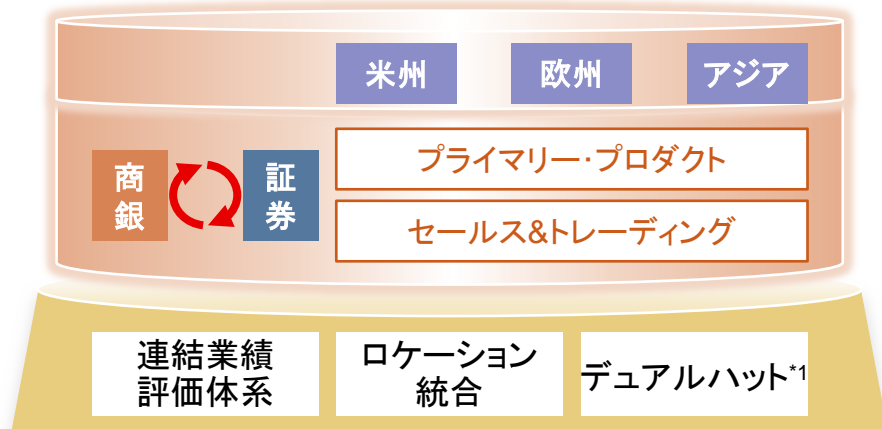 米州
欧州
アジア
商
銀
証
券
プライマリー・プロダクト
セールス&トレーディング
連結業績
評価体系
ロケーション
統合
デュアルハット*1